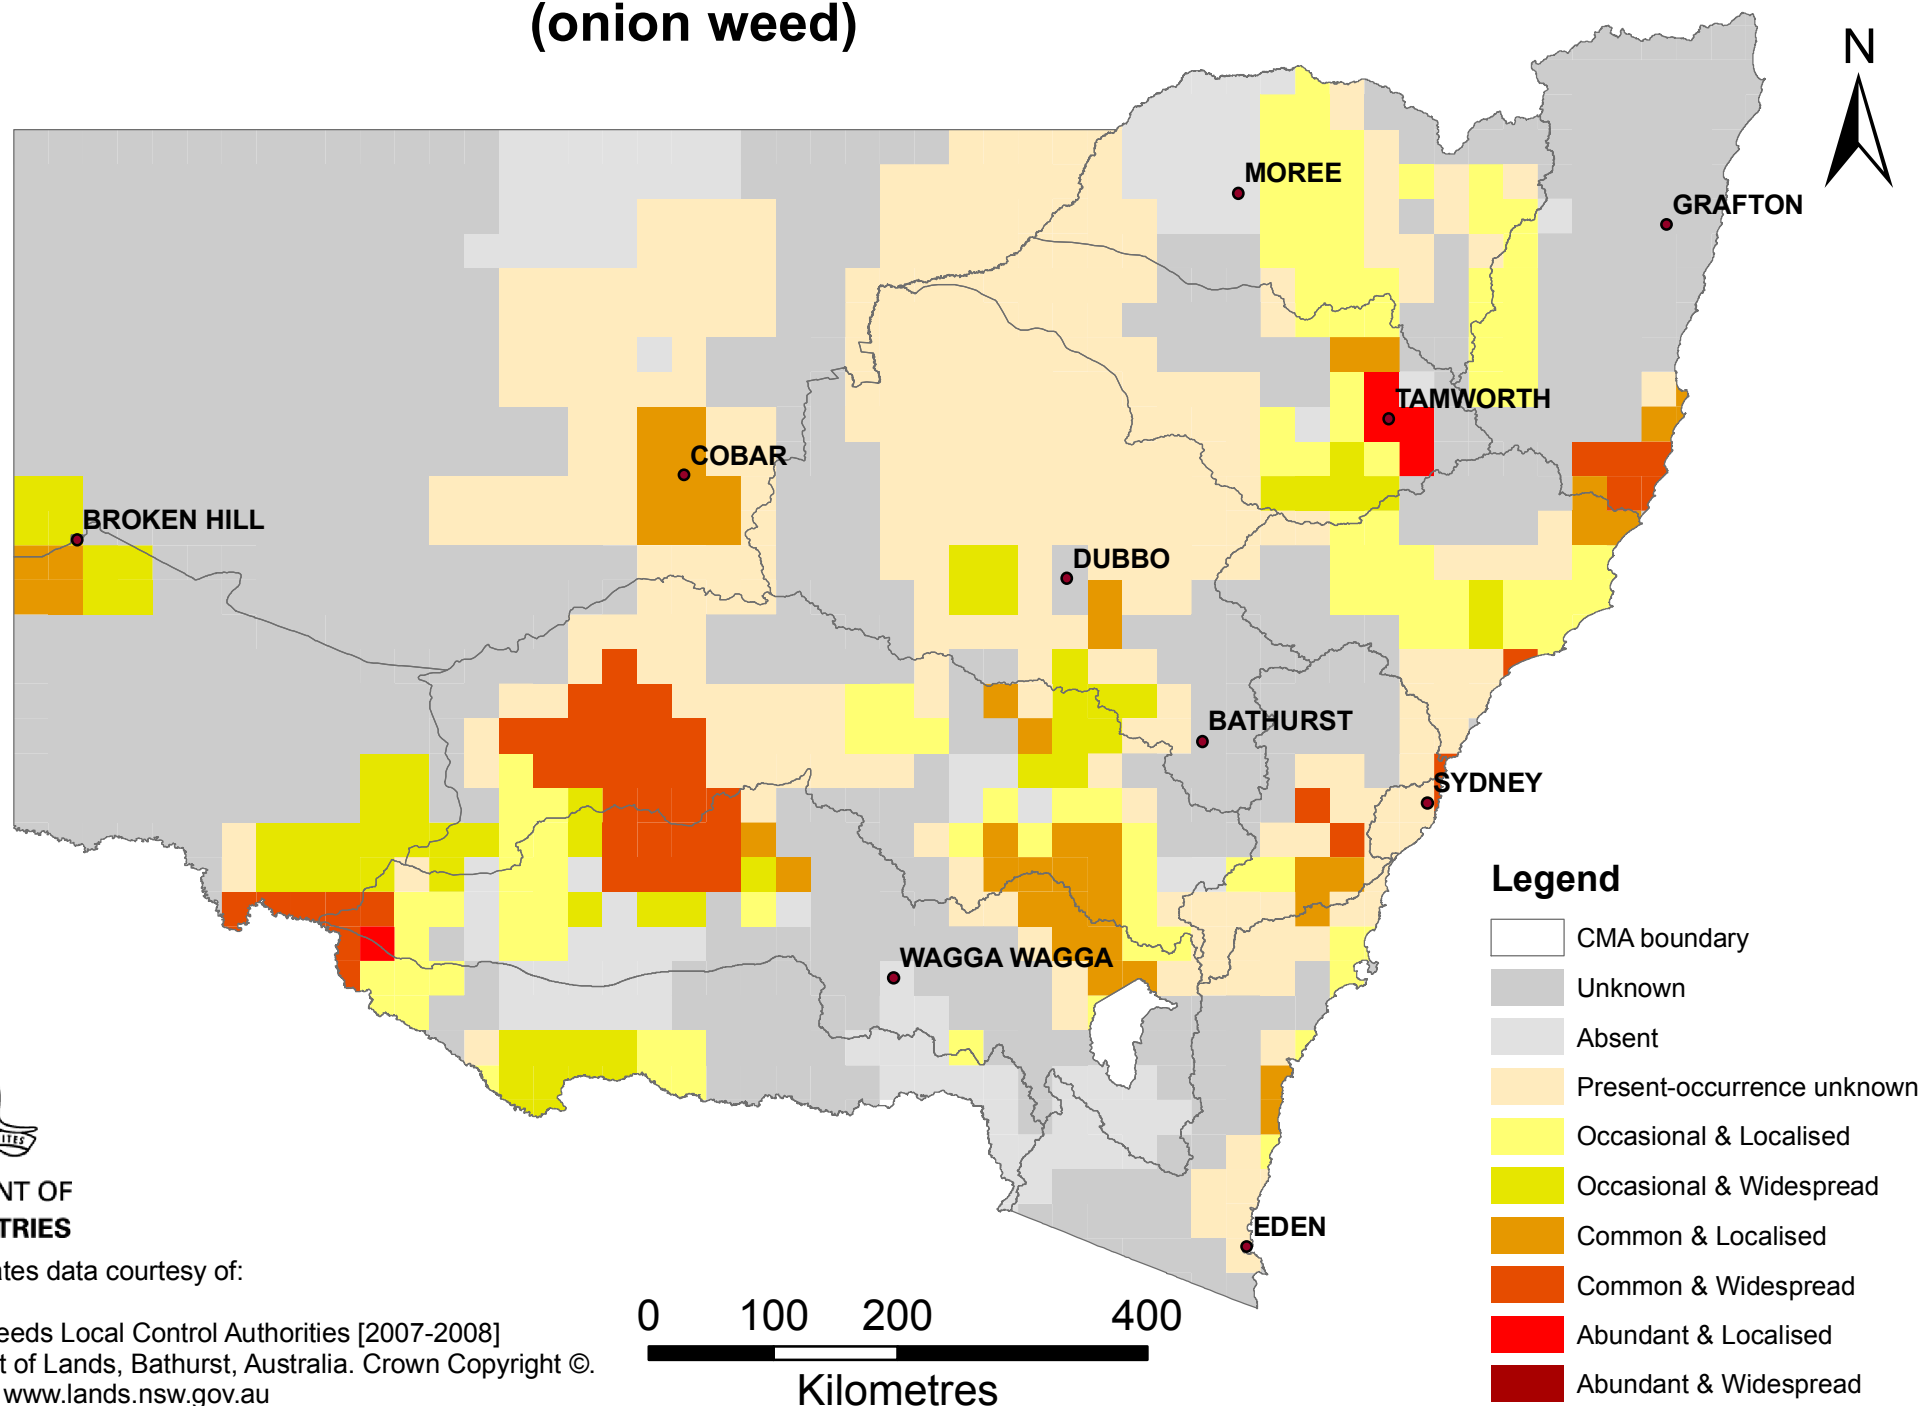 (onion weed)
N
MOREE
GRAFTON
TAMWORTH
COBAR
BROKEN HILL
DUBBO
BATHURST
SYDNEY
WAGGA WAGGA
EDEN
Legend
CMA boundary
Unknown
Absent
Present-occurrence unknown
Occasional & Localised
Occasional & Widespread
Common & Localised
Common & Widespread
Abundant & Localised
Abundant & Widespread
ITES
NT OF
TRIES
ates data courtesy of:
eeds Local Control Authorities [2007-2008]
t of Lands, Bathurst, Australia. Crown Copyright ©.
www.lands.nsw.gov.au
0 100 200 400
Kilometres